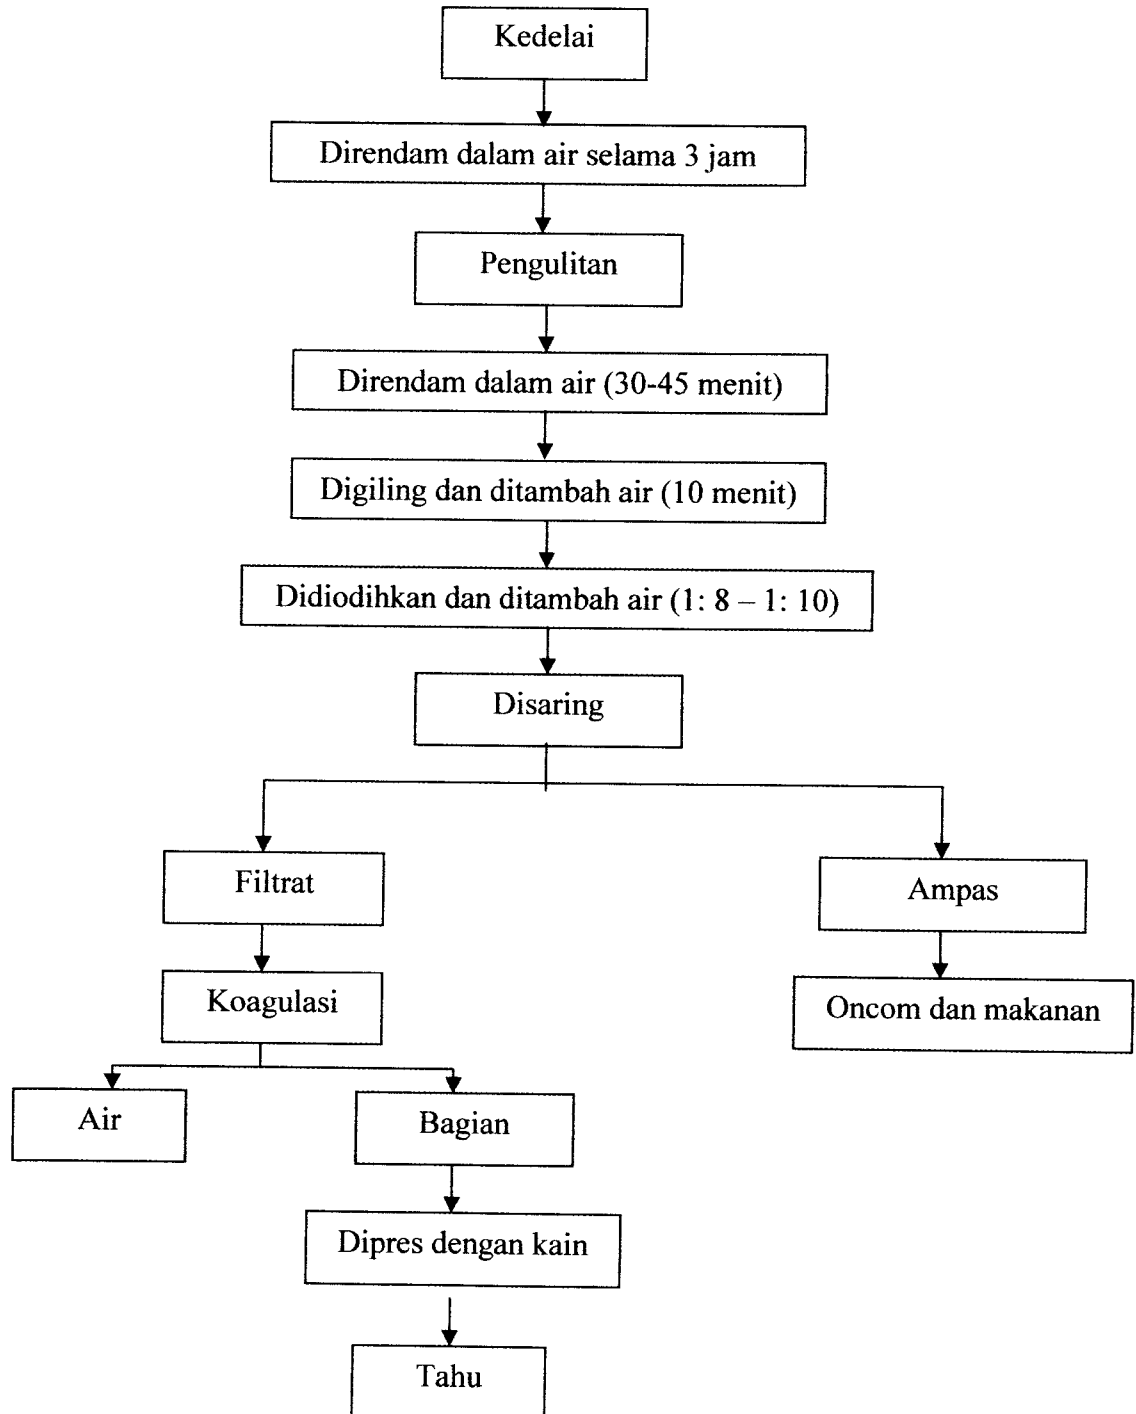 Kedelai
Direndam dalam air selama 3 jam
Pengulitan
Direndam dalam air (30-45 menit)
Digiling dan ditambah air (10 menit)
Didiodihkan dan ditambah air (1: 8 – 1: 10)
Disaring
Filtrat
Ampas
Koagulasi
Oncom dan makanan
Air
Bagian
Dipres dengan kain
Tahu